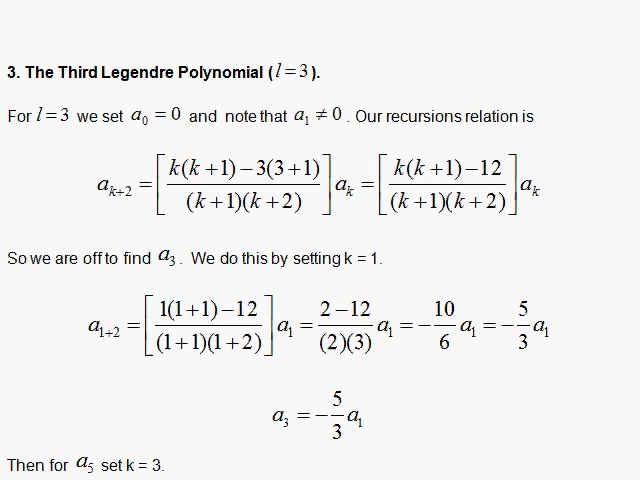 3. The Third Legendre Polynomial (l = 3).
For l = 3 we set a₀ = 0 and note that a₁ ≠ 0. Our recursions relation is
aₖ₊₂ = [k(k+1)−3(3+1) / (k+1)(k+2)] aₖ = [k(k+1)−12 / (k+1)(k+2)] aₖ
So we are off to find a₃. We do this by setting k = 1.
a₁₊₂ = [1(1+1)−12 / (1+1)(1+2)] a₁ = 2−12 / (2)(3) a₁ = −10/6 a₁ = −5/3 a₁
a₃ = −5/3 a₁
Then for a₅ set k = 3.